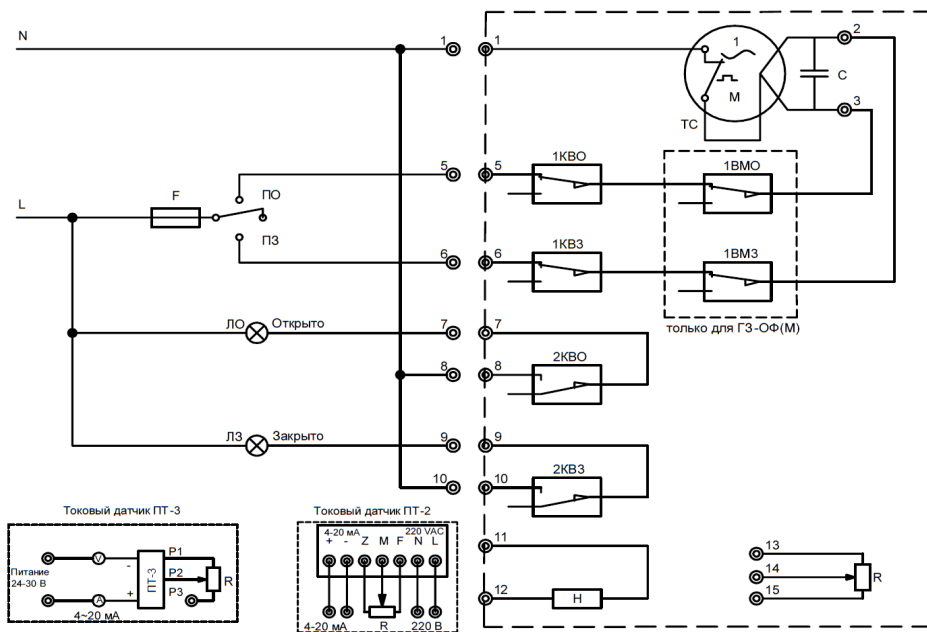 N
1
1
1
M
2
C
3
ТС
5
5
1КВО
1ВМО
L
F
ПО
ПЗ
6
6
1КВЗ
1ВМЗ
только для ГЗ-ОФ(М)
ЛО
Открыто
7
7
8
8
2КВО
ЛЗ
Закрыто
9
9
10
10
2КВЗ
Токовый датчик ПТ-3
Питание
24-30 В
V
A
-
+
4~20 мА
ПТ-3
P1
P2
P3
R
Токовый датчик ПТ-2
4-20 мА
220 VAC
+ - Z M F N L
4-20 мА
R
220 В
11
12
Н
13
14
15
R